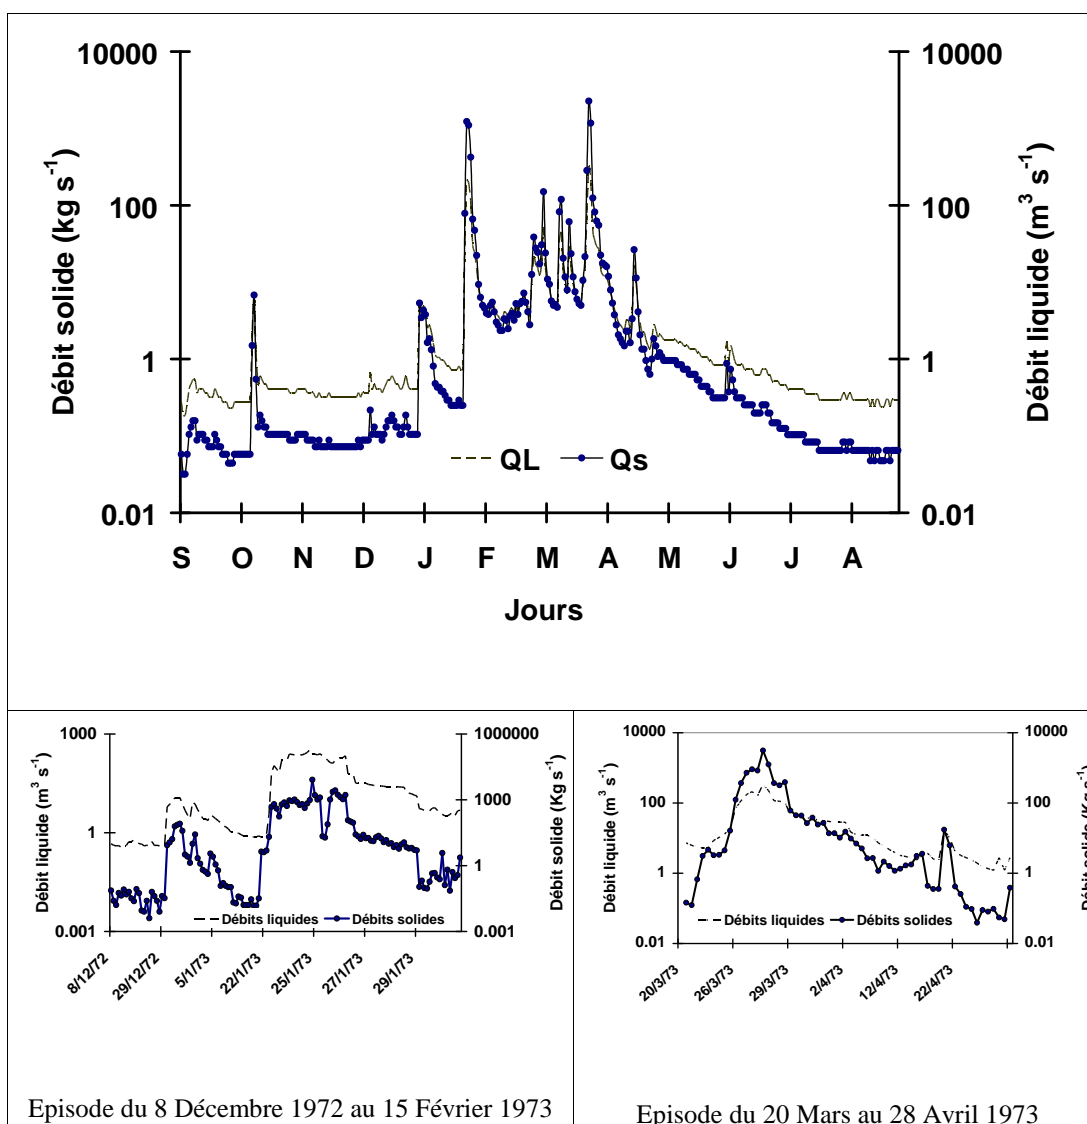 10000
10000
100
100
1
1
0.01
0.01
Débit solide (kg s⁻¹)
Débit liquide (m³ s⁻¹)
QL Qs
S O N D J F M A M J J A
Jours
1000
1000000
1000
1
1
0.001
0.001
Débit liquide (m³ s⁻¹)
Débit solide (Kg s⁻¹)
Débits liquides Débits solides
8/12/72 29/12/72 5/1/73 22/1/73 25/1/73 27/1/73 29/1/73
Episode du 8 Décembre 1972 au 15 Février 1973
10000
10000
100
100
1
1
0.01
0.01
Débit liquide (m³ s⁻¹)
Débit solide (Kg s⁻¹)
Débits liquides Débits solides
20/3/73 26/3/73 29/3/73 2/4/73 12/4/73 22/4/73
Episode du 20 Mars au 28 Avril 1973